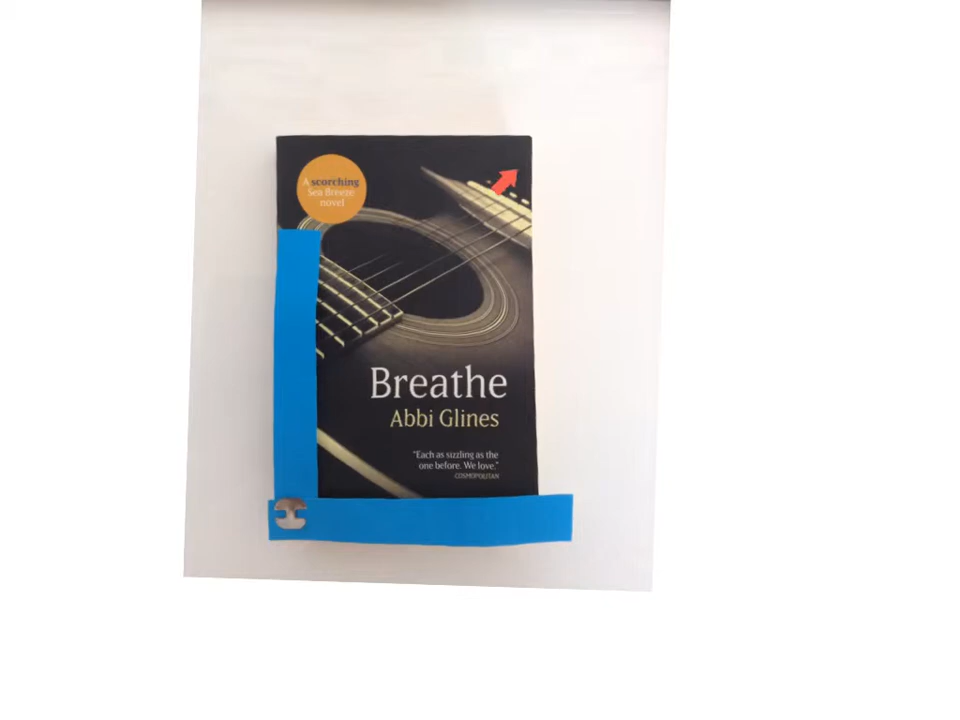 A scorching
Sea Breeze
novel
Breathe
Abbi Glines
"Each as sizzling as the
one before. We love."
COSMOPOLITAN